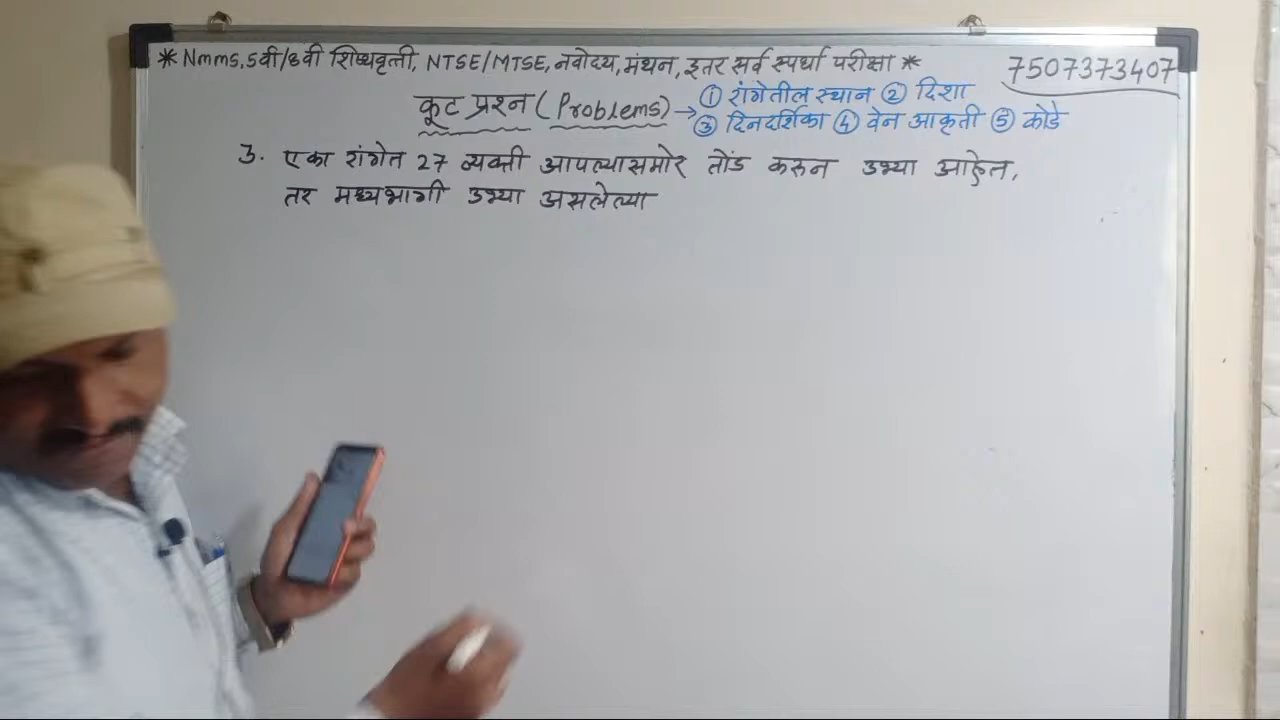 * Nmms, 5वी/8वी शिष्यवृत्ती, NTSE/MTSE, नवोदय, मंथन, इतर सर्व स्पर्धा परीक्षा *
7507373407
कूट प्रश्न (Problems) → ① रांगेतील स्थान ② दिशा
③ दिनदर्शिका ④ वेन आकृती ⑤ कोडे
3. एका रांगेत 27 व्यक्ती आपल्यासमोर तोंड करून उभ्या आहेत,
तर मध्यभागी उभ्या असलेल्या